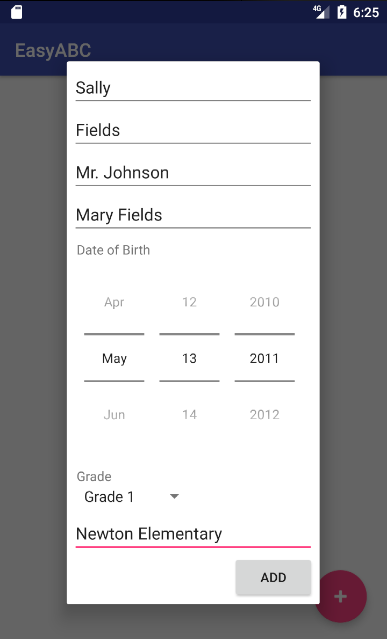 4G 6:25
EasyABC
Sally
Fields
Mr. Johnson
Mary Fields
Date of Birth
Apr 12 2010
May 13 2011
Jun 14 2012
Grade
Grade 1
Newton Elementary
ADD
+